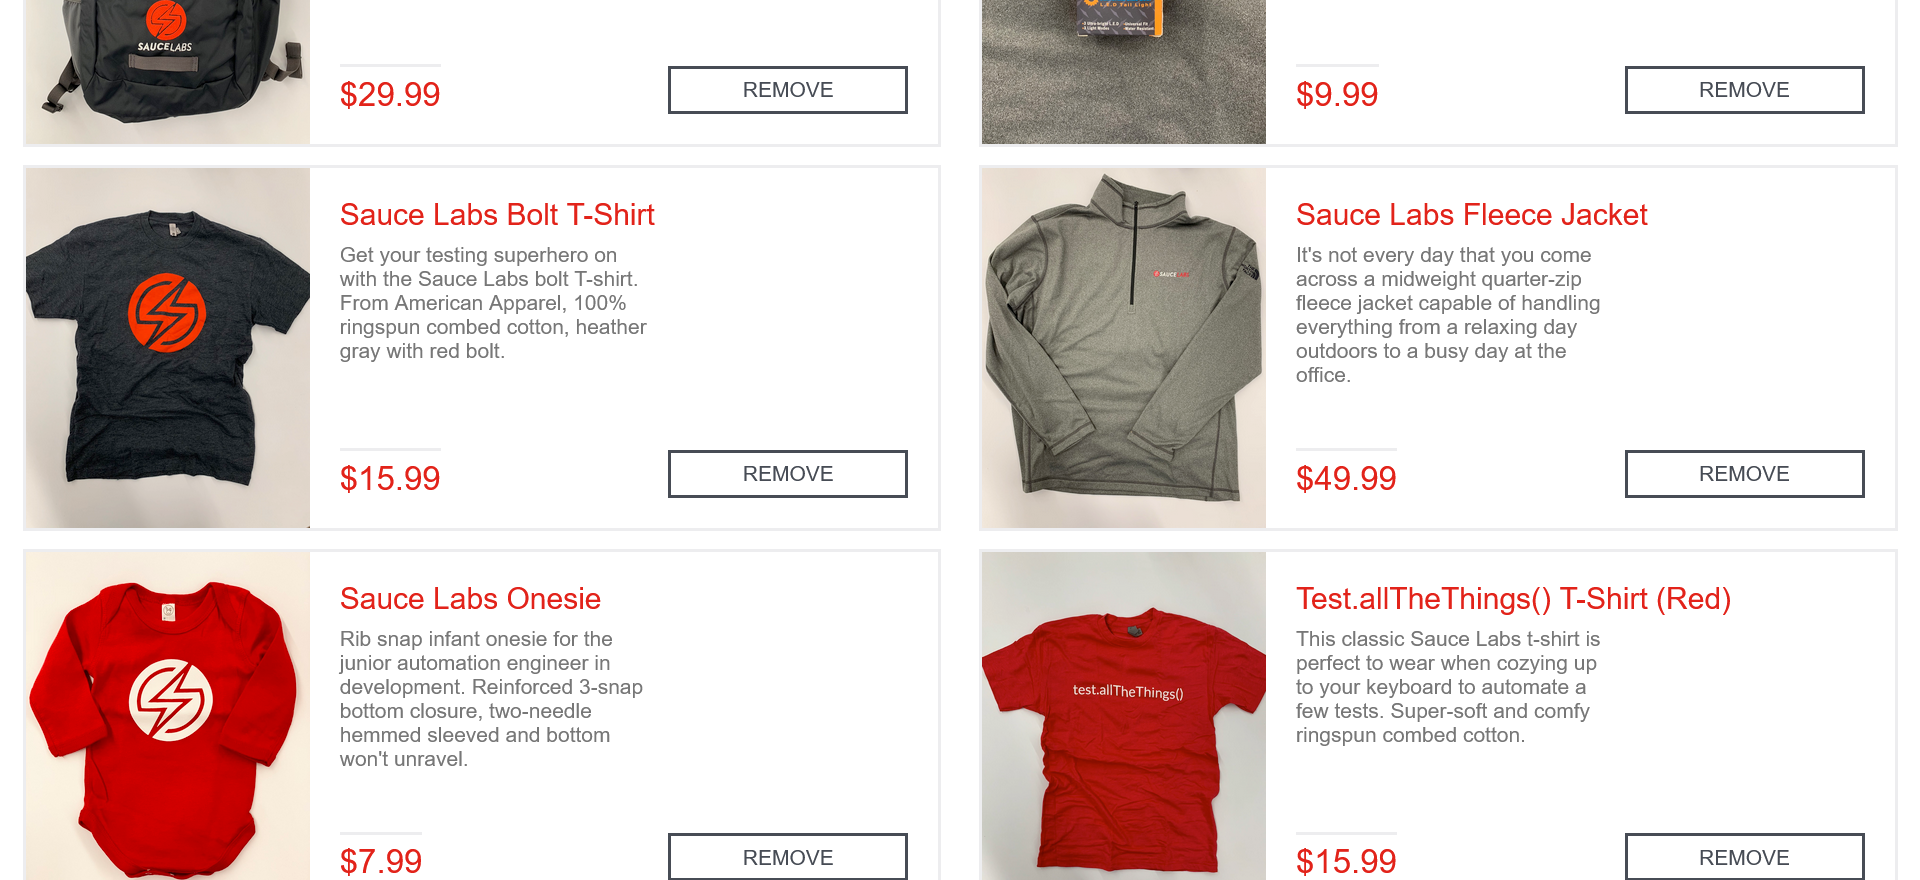 SAUCELABS
$29.99
REMOVE
L.E.D Tail Light
$9.99
REMOVE
Sauce Labs Bolt T-Shirt
Get your testing superhero on
with the Sauce Labs bolt T-shirt.
From American Apparel, 100%
ringspun combed cotton, heather
gray with red bolt.
$15.99
REMOVE
SAUCELABS
Sauce Labs Fleece Jacket
It's not every day that you come
across a midweight quarter-zip
fleece jacket capable of handling
everything from a relaxing day
outdoors to a busy day at the
office.
$49.99
REMOVE
Sauce Labs Onesie
Rib snap infant onesie for the
junior automation engineer in
development. Reinforced 3-snap
bottom closure, two-needle
hemmed sleeved and bottom
won't unravel.
$7.99
REMOVE
test.allTheThings()
Test.allTheThings() T-Shirt (Red)
This classic Sauce Labs t-shirt is
perfect to wear when cozying up
to your keyboard to automate a
few tests. Super-soft and comfy
ringspun combed cotton.
$15.99
REMOVE